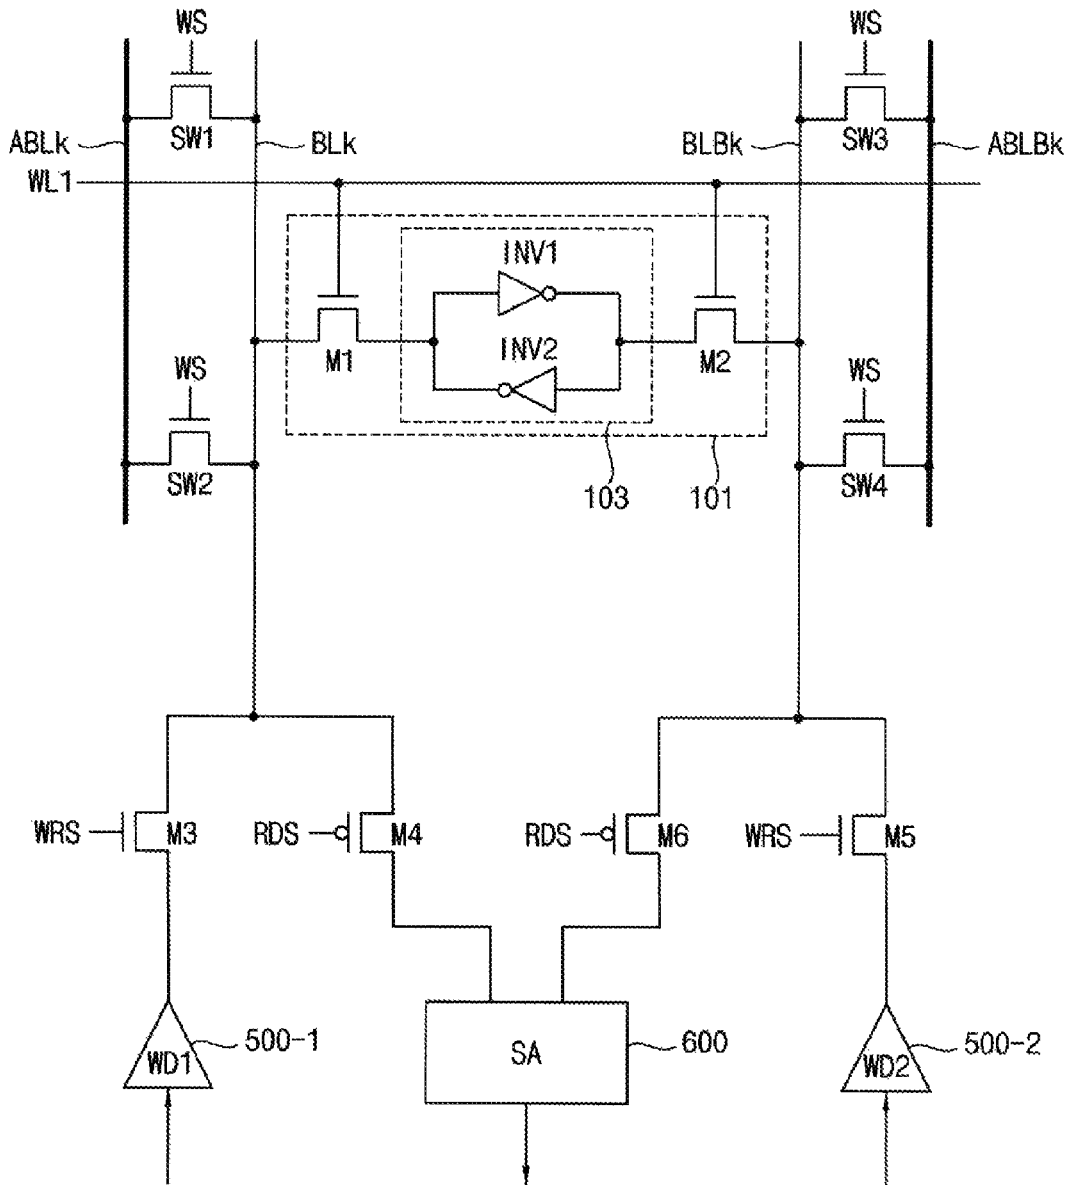 WS
WS
SW1
SW3
ABLk
BLk
BLBk
ABLBk
WL1
INV1
M1
INV2
M2
WS
WS
SW2
SW4
103
101
WRS
M3
RDS
M4
RDS
M6
WRS
M5
WD1
500-1
SA
600
WD2
500-2